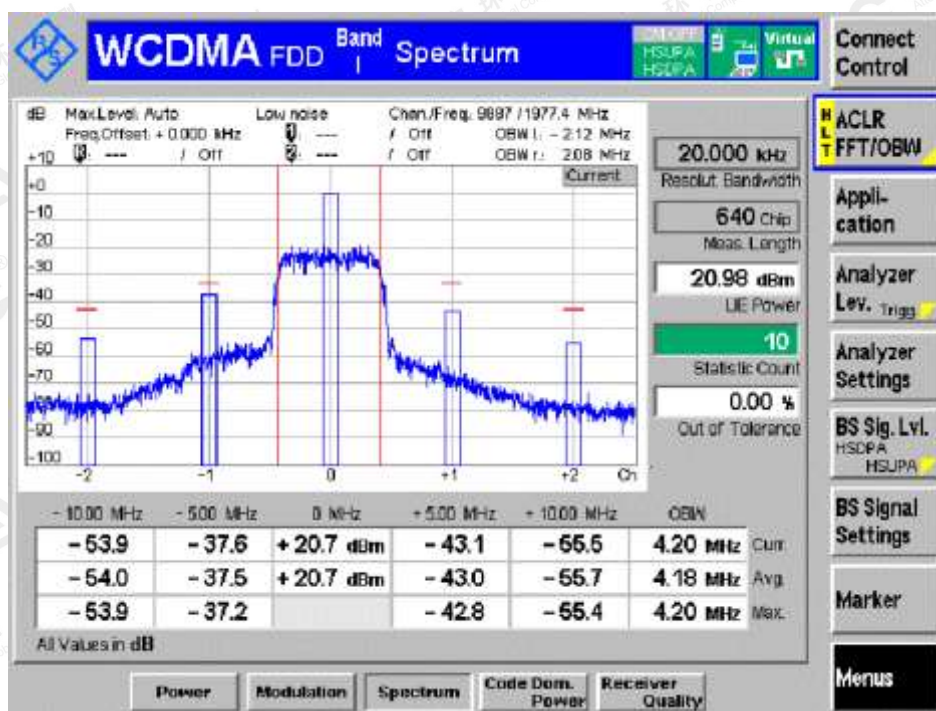 WCDMA FDD Band I Spectrum
HSUPA
HSDPA
Virtual
Connect Control
dB Max.Level: Auto Low noise Chan./Freq.: 9887 / 1977.4 MHz
Freq.Offset: + 0.000 kHz 1: --- / Off OBW l.: - 2.12 MHz
R: --- / Off 2: --- / Off OBW r.: 2.08 MHz
Current
+10
+0
-10
-20
-30
-40
-50
-60
-70
-80
-90
-100
-2 -1 0 +1 +2 Ch
20.000 kHz
Resolut. Bandwidth
640 Chip
Meas. Length
20.98 dBm
UE Power
10
Statistic Count
0.00 %
Out of Tolerance
- 10.00 MHz - 5.00 MHz 0 MHz + 5.00 MHz + 10.00 MHz OBW
- 53.9 - 37.6 + 20.7 dBm - 43.1 - 55.5 4.20 MHz Curr.
- 54.0 - 37.5 + 20.7 dBm - 43.0 - 55.7 4.18 MHz Avg.
- 53.9 - 37.2 - 42.8 - 55.4 4.20 MHz Max.
All Values in dB
HLT
ACLR
FFT/OBW
Appli-
cation
Analyzer
Lev. Trigg.
Analyzer
Settings
BS Sig. Lvl.
HSDPA
HSUPA
BS Signal
Settings
Marker
Menus
Power Modulation Spectrum Code Dom. Power Receiver Quality